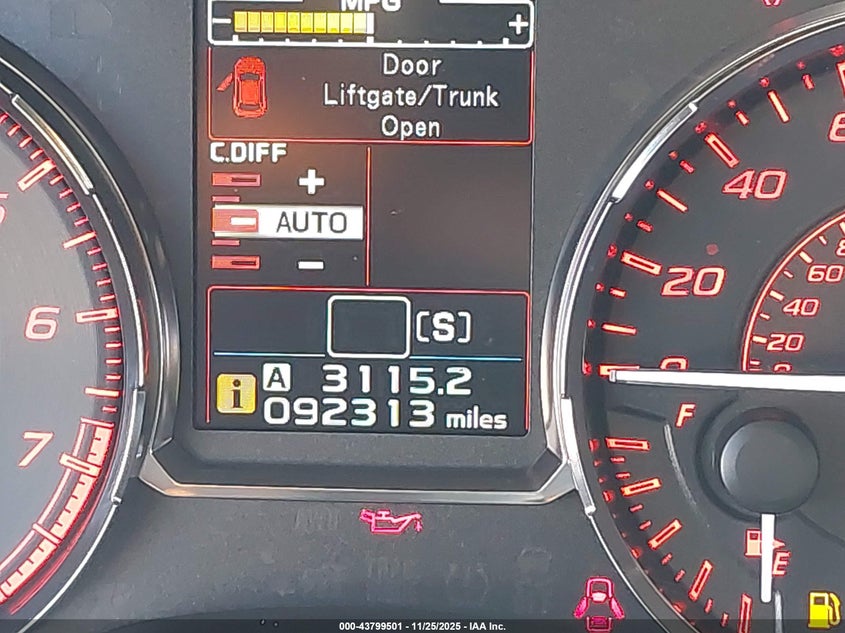 MPG
- +
Door
Liftgate/Trunk
Open
C.DIFF
+
AUTO
-
[S]
i A 3115.2
092313 miles
6
7
40
20
0
60
40
20
F
E
000-43799501 - 11/25/2025 - IAA Inc.